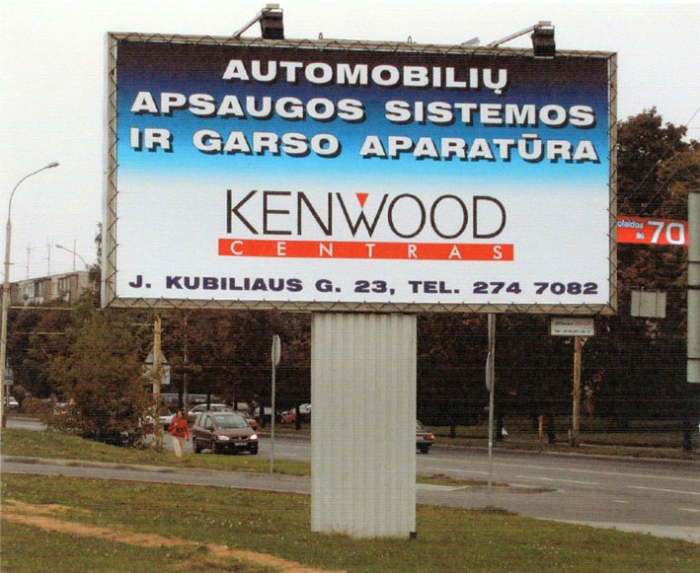 AUTOMOBILIŲ
APSAUGOS SISTEMOS
IR GARSO APARATŪRA
KENWOOD
CENTRAS
J. KUBILIAUS G. 23, TEL. 274 7082
70